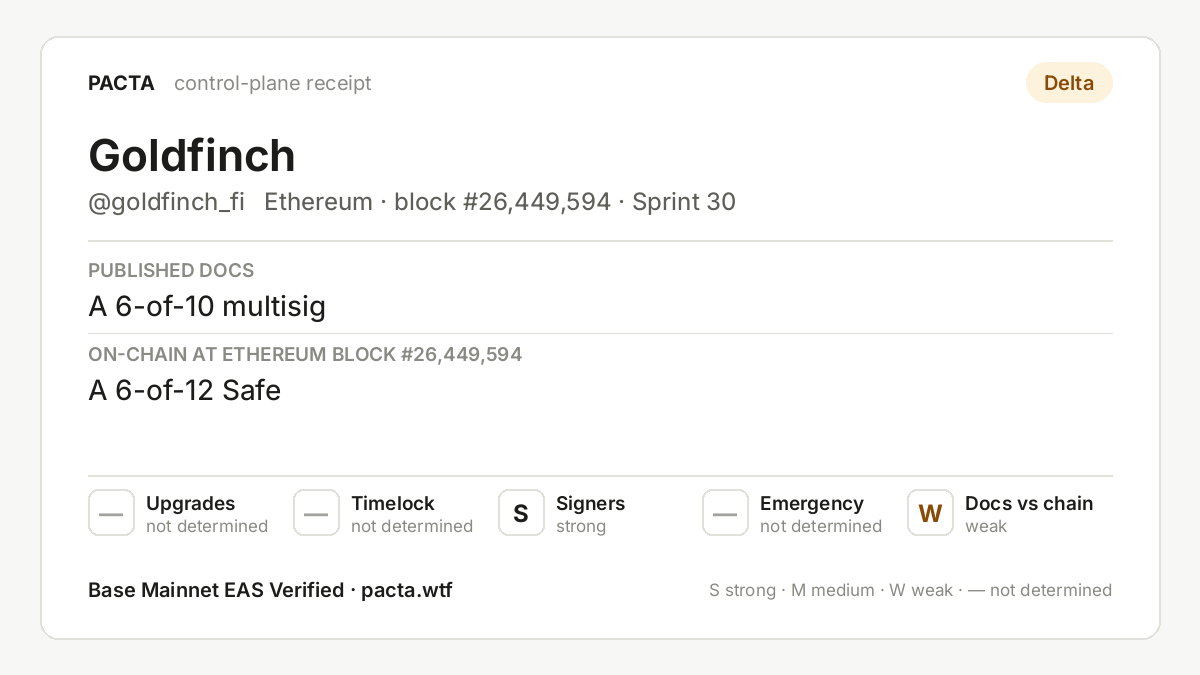 PACTA control-plane receipt Delta
Goldfinch
@goldfinch_fi Ethereum · block #26,449,594 · Sprint 30
PUBLISHED DOCS
A 6-of-10 multisig
ON-CHAIN AT ETHEREUM BLOCK #26,449,594
A 6-of-12 Safe
— Upgrades — Timelock S Signers — Emergency W Docs vs chain
not determined not determined strong not determined weak
Base Mainnet EAS Verified · pacta.wtf S strong · M medium · W weak · — not determined